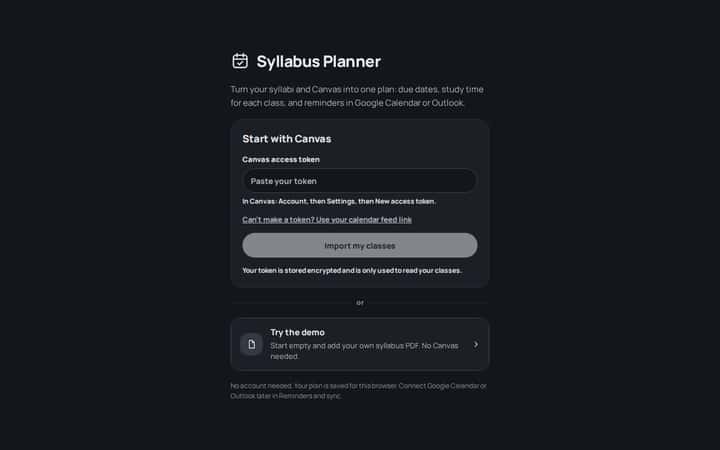 Syllabus Planner
Turn your syllabi and Canvas into one plan: due dates, study time
for each class, and reminders in Google Calendar or Outlook.
Start with Canvas
Canvas access token
Paste your token
In Canvas: Account, then Settings, then New access token.
Can't make a token? Use your calendar feed link
Import my classes
Your token is stored encrypted and is only used to read your classes.
or
Try the demo
Start empty and add your own syllabus PDF. No Canvas
needed.
No account needed. Your plan is saved for this browser. Connect Google Calendar or
Outlook later in Reminders and sync.